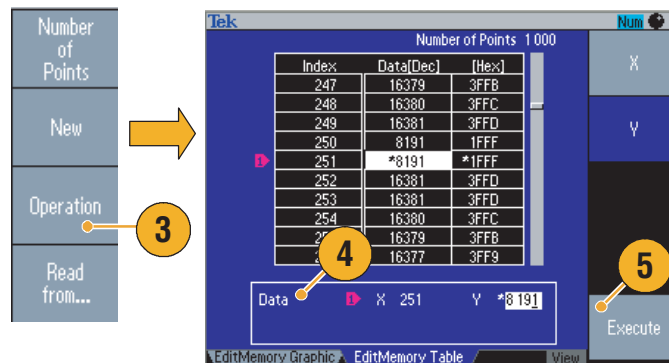 Number
of
Points
New
Operation
3
Read
from...
Tek
Num
Number of Points 1 000
Index Data[Dec] [Hex]
247 16379 3FFB
248 16380 3FFC
249 16381 3FFD
250 8191 1FFF
1 251 *8191 *1FFF
252 16381 3FFD
253 16381 3FFD
254 16380 3FFC
16379 3FFB
16377 3FF9
4
Data 1 X 251 Y *8 191
X
Y
5
Execute
EditMemory Graphic EditMemory Table View